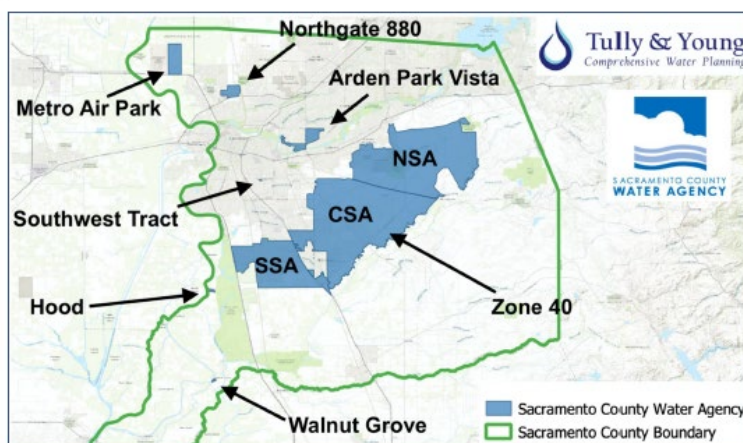 Northgate 880
Tully & Young
Comprehensive Water Planning
Metro Air Park
Arden Park Vista
SACRAMENTO COUNTY
WATER AGENCY
NSA
CSA
Southwest Tract
SSA
Hood
Zone 40
Walnut Grove
Sacramento County Water Agency
Sacramento County Boundary